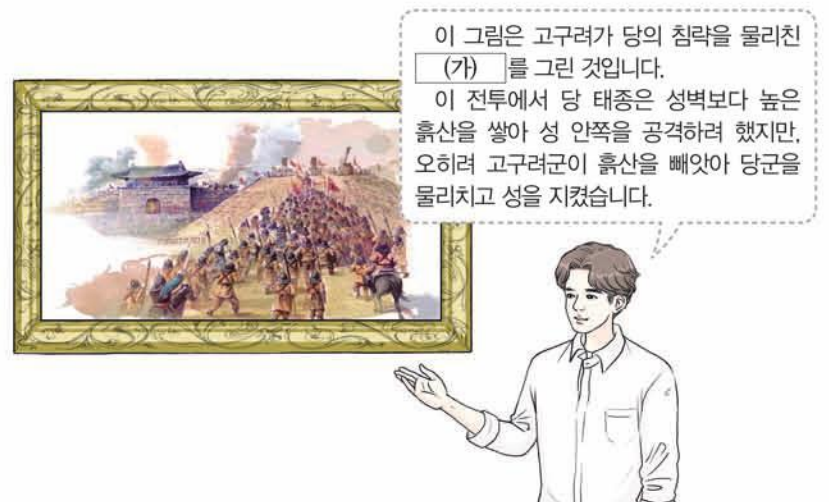 이 그림은 고구려가 당의 침략을 물리친
(가) 를 그린 것입니다.
이 전투에서 당 태종은 성벽보다 높은
흙산을 쌓아 성 안쪽을 공격하려 했지만,
오히려 고구려군이 흙산을 빼앗아 당군을
물리치고 성을 지켰습니다.